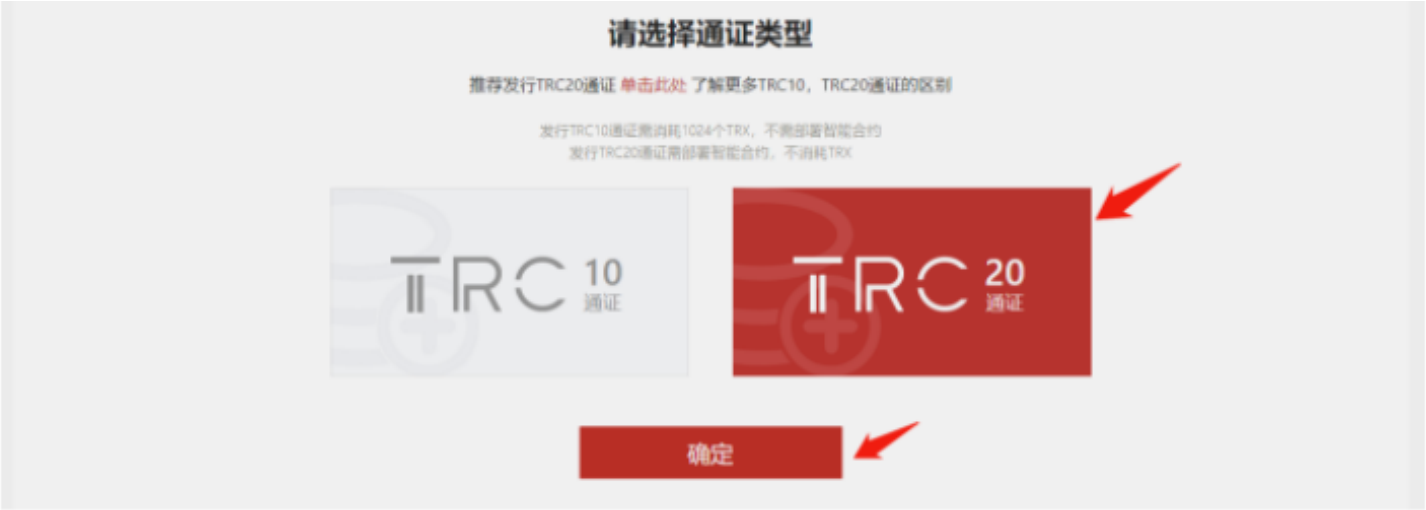 请选择通证类型
推荐发行TRC20通证 单击此处 了解更多TRC10，TRC20通证的区别
发行TRC10通证需消耗1024个TRX，不需部署智能合约
发行TRC20通证需部署智能合约，不消耗TRX
TRC 10 通证
TRC 20 通证
确定